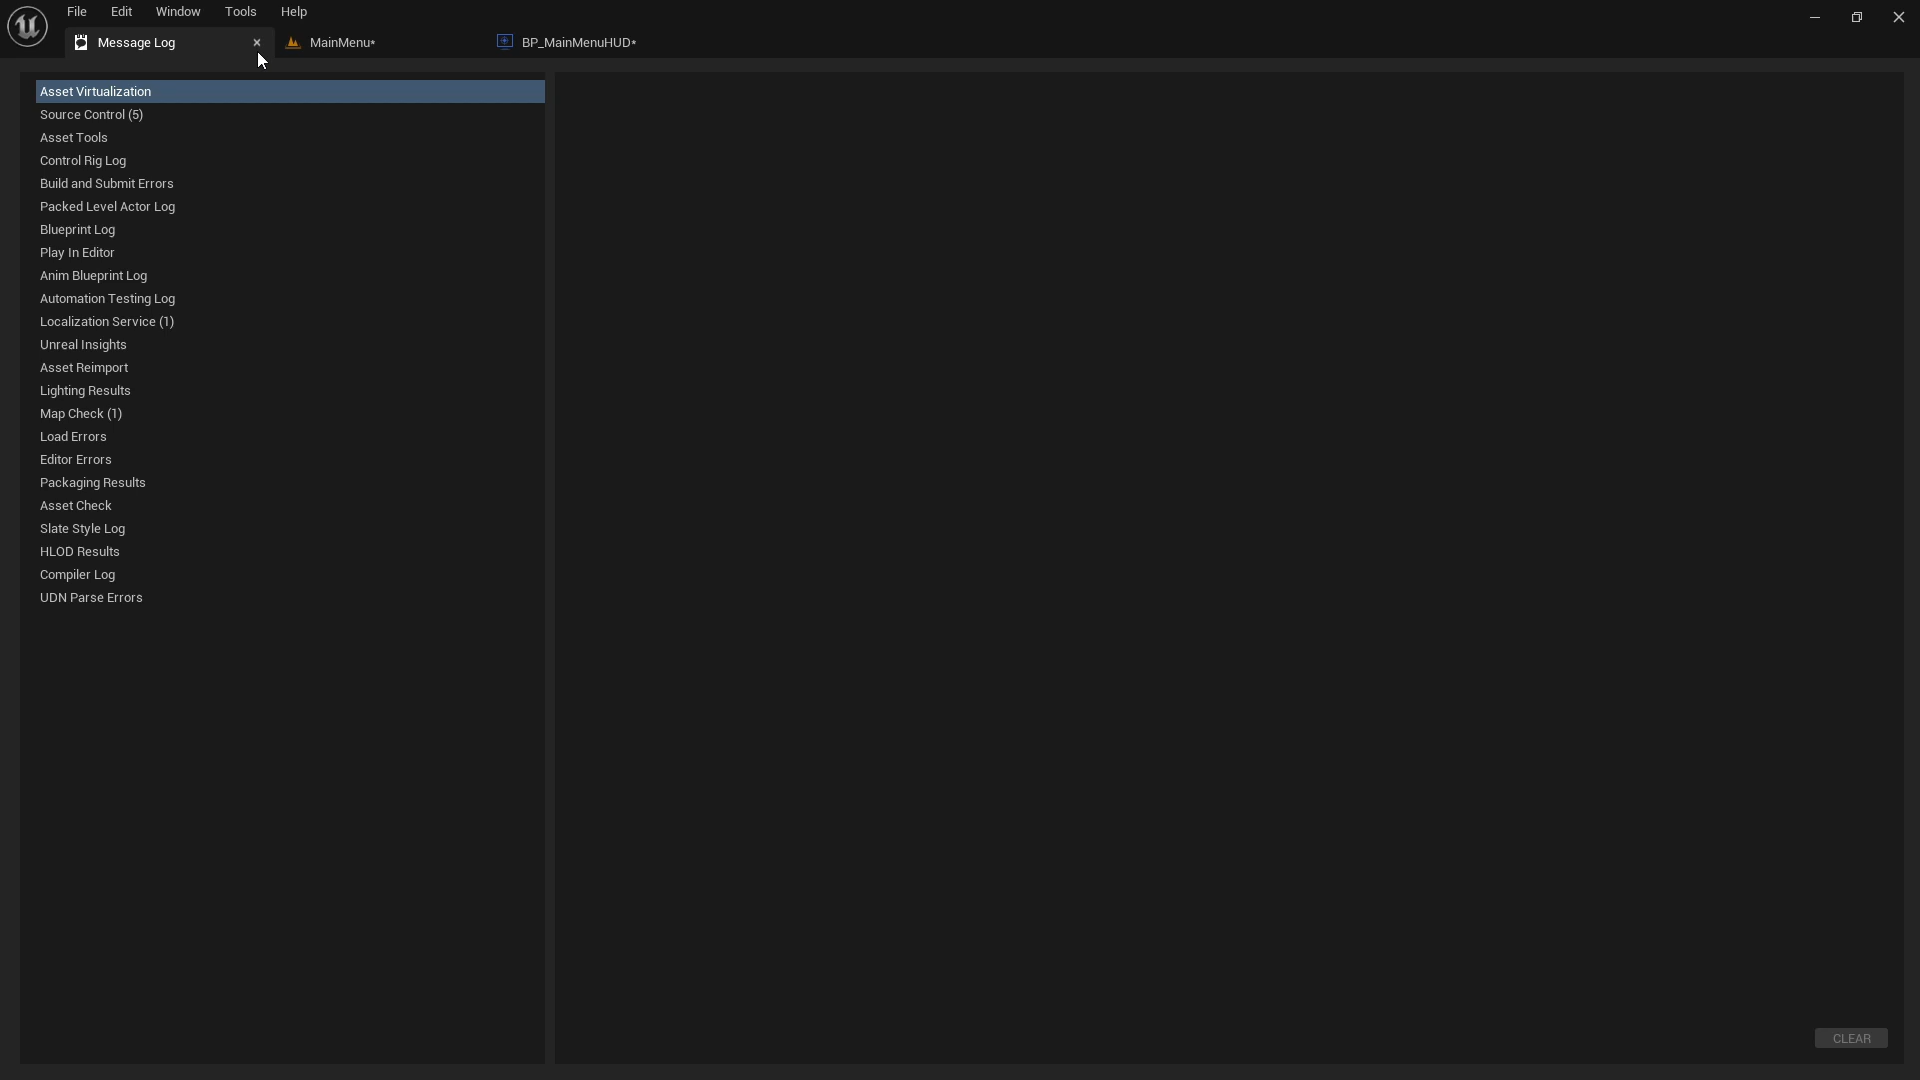 File Edit Window Tools Help
Message Log MainMenu* BP_MainMenuHUD*
Asset Virtualization
Source Control (5)
Asset Tools
Control Rig Log
Build and Submit Errors
Packed Level Actor Log
Blueprint Log
Play In Editor
Anim Blueprint Log
Automation Testing Log
Localization Service (1)
Unreal Insights
Asset Reimport
Lighting Results
Map Check (1)
Load Errors
Editor Errors
Packaging Results
Asset Check
Slate Style Log
HLOD Results
Compiler Log
UDN Parse Errors
CLEAR